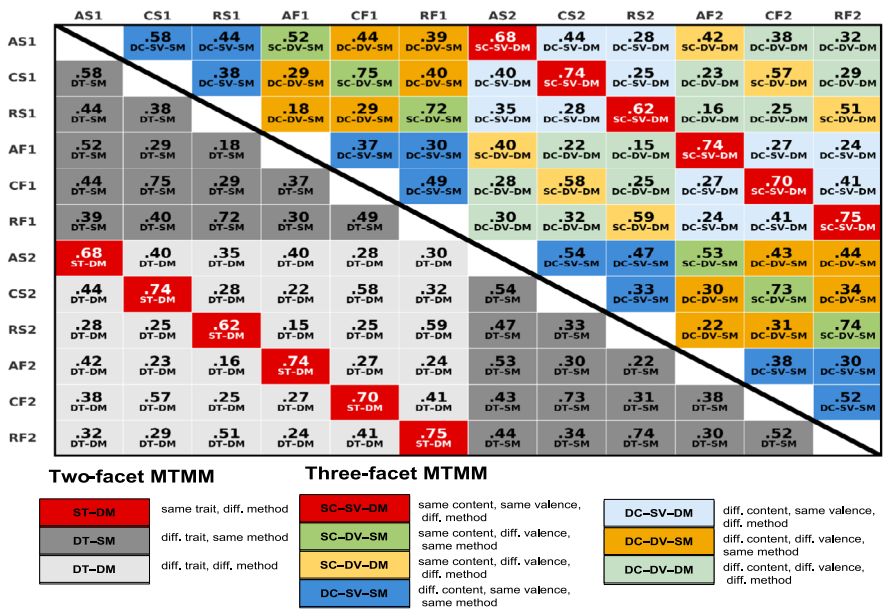 AS1 CS1 RS1 AF1 CF1 RF1 AS2 CS2 RS2 AF2 CF2 RF2
AS1 .58 .44 .52 .44 .39 .68 .44 .28 .42 .38 .32
DC–SV–SM DC–SV–SM SC–DV–SM DC–DV–SM DC–DV–SM SC–SV–DM DC–SV–DM DC–SV–DM SC–DV–DM DC–DV–DM DC–DV–DM
CS1 .58 .38 .29 .75 .40 .40 .74 .25 .23 .57 .29
DT–SM DC–SV–SM DC–DV–SM SC–DV–SM DC–DV–SM DC–SV–DM SC–SV–DM DC–SV–DM DC–DV–DM SC–DV–DM DC–DV–DM
RS1 .44 .38 .18 .29 .72 .35 .28 .62 .16 .25 .51
DT–SM DT–SM DC–DV–SM DC–DV–SM SC–DV–SM DC–SV–DM DC–SV–DM SC–SV–DM DC–DV–DM DC–DV–DM SC–DV–DM
AF1 .52 .29 .18 .37 .30 .40 .22 .15 .74 .27 .24
DT–SM DT–SM DT–SM DC–SV–SM DC–SV–SM SC–DV–DM DC–DV–DM DC–DV–DM SC–SV–DM DC–SV–DM DC–SV–DM
CF1 .44 .75 .29 .37 .49 .28 .58 .25 .27 .70 .41
DT–SM DT–SM DT–SM DT–SM DC–SV–SM DC–DV–DM SC–DV–DM DC–DV–DM DC–SV–DM SC–SV–DM DC–SV–DM
RF1 .39 .40 .72 .30 .49 .30 .32 .59 .24 .41 .75
DT–SM DT–SM DT–SM DT–SM DT–SM DC–DV–DM DC–DV–DM SC–DV–DM DC–SV–DM DC–SV–DM SC–SV–DM
AS2 .68 .40 .35 .40 .28 .30 .54 .47 .53 .43 .44
ST–DM DT–DM DT–DM DT–DM DT–DM DT–DM DC–SV–SM DC–SV–SM SC–DV–SM DC–DV–SM DC–DV–SM
CS2 .44 .74 .28 .22 .58 .32 .54 .33 .30 .73 .34
DT–DM ST–DM DT–DM DT–DM DT–DM DT–DM DT–SM DC–SV–SM DC–DV–SM SC–DV–SM DC–DV–SM
RS2 .28 .25 .62 .15 .25 .59 .47 .33 .22 .31 .74
DT–DM DT–DM ST–DM DT–DM DT–DM DT–DM DT–SM DT–SM DC–DV–SM DC–DV–SM SC–DV–SM
AF2 .42 .23 .16 .74 .27 .24 .53 .30 .22 .38 .30
DT–DM DT–DM DT–DM ST–DM DT–DM DT–DM DT–SM DT–SM DT–SM DC–SV–SM DC–SV–SM
CF2 .38 .57 .25 .27 .70 .41 .43 .73 .31 .38 .52
DT–DM DT–DM DT–DM DT–DM ST–DM DT–DM DT–SM DT–SM DT–SM DT–SM DC–SV–SM
RF2 .32 .29 .51 .24 .41 .75 .44 .34 .74 .30 .52
DT–DM DT–DM DT–DM DT–DM DT–DM ST–DM DT–SM DT–SM DT–SM DT–SM DT–SM
Two–facet MTMM
ST–DM same trait, diff. method
DT–SM diff. trait, same method
DT–DM diff. trait, diff. method
Three–facet MTMM
SC–SV–DM same content, same valence,
diff. method
SC–DV–SM same content, diff. valence,
same method
SC–DV–DM same content, diff. valence,
diff. method
DC–SV–SM diff. content, same valence,
same method
DC–SV–DM diff. content, same valence,
diff. method
DC–DV–SM diff. content, diff. valence,
same method
DC–DV–DM diff. content, diff. valence,
diff. method